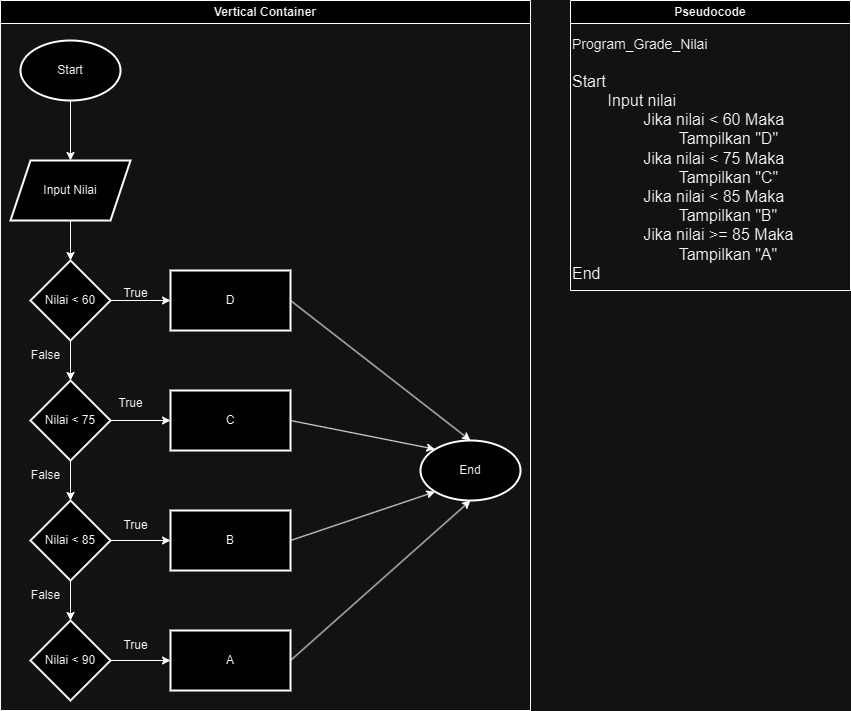 Vertical Container
Start
Input Nilai
Nilai < 60
True
D
False
Nilai < 75
True
C
False
End
Nilai < 85
True
B
False
Nilai < 90
True
A
Pseudocode
Program_Grade_Nilai
Start
Input nilai
Jika nilai < 60 Maka
Tampilkan "D"
Jika nilai < 75 Maka
Tampilkan "C"
Jika nilai < 85 Maka
Tampilkan "B"
Jika nilai >= 85 Maka
Tampilkan "A"
End